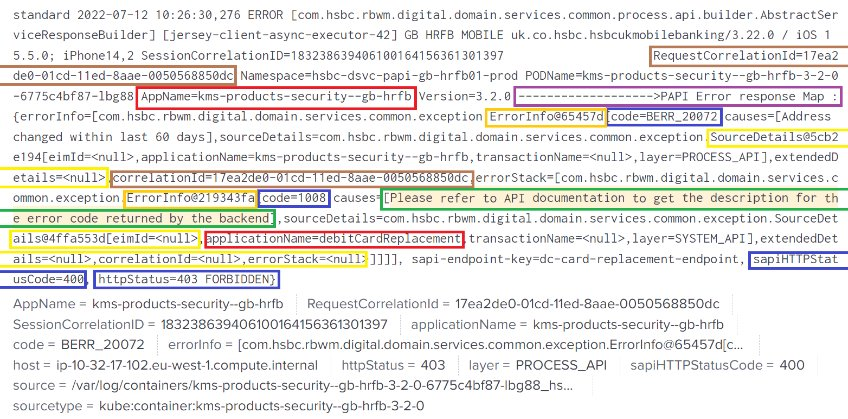 standard 2022-07-12 10:26:30,276 ERROR [com.hsbc.rbwm.digital.domain.services.common.process.api.builder.AbstractSer
viceResponseBuilder] [jersey-client-async-executor-42] GB HRFB MOBILE uk.co.hsbc.hsbcukmobilebanking/3.22.0 / iOS 1
5.5.0; iPhone14,2 SessionCorrelationID=18323863940610016415636​1301397 RequestCorrelationId=17ea2
de0-01cd-11ed-8aae-0050568850dc Namespace=hsbc-dsvc-papi-gb-hrfb01-prod PODName=kms-products-security--gb-hrfb-3-2-0
-6775c4bf87-lbg88 AppName=kms-products-security--gb-hrfb Version=3.2.0 ------------------->PAPI Error response Map :
{errorInfo=[com.hsbc.rbwm.digital.domain.services.common.exception.ErrorInfo@65457d[code=BERR_20072 causes=[Address
changed within last 60 days],sourceDetails=com.hsbc.rbwm.digital.domain.services.common.exception.SourceDetails@5cb2
e194[eimId=<null>,applicationName=kms-products-security--gb-hrfb,transactionName=<null>,layer=PROCESS_API],extendedD
etails=<null>,correlationId=17ea2de0-01cd-11ed-8aae-0050568850dc,errorStack=[com.hsbc.rbwm.digital.domain.services.c
ommon.exception.ErrorInfo@219343fa[code=1008 causes=[Please refer to API documentation to get the description for th
e error code returned by the backend],sourceDetails=com.hsbc.rbwm.digital.domain.services.common.exception.SourceDet
ails@4ffa553d[eimId=<null>,applicationName=debitCardReplacement,transactionName=<null>,layer=SYSTEM_API],extendedDet
ails=<null>,correlationId=<null>,errorStack=<null>]]]], sapi-endpoint-key=dc-card-replacement-endpoint, sapiHTTPStat
usCode=400, httpStatus=403 FORBIDDEN}
AppName = kms-products-security--gb-hrfb RequestCorrelationId = 17ea2de0-01cd-11ed-8aae-0050568850dc
SessionCorrelationID = 183238639406100164156361301397 applicationName = kms-products-security--gb-hrfb
code = BERR_20072 errorInfo = [com.hsbc.rbwm.digital.domain.services.common.exception.ErrorInfo@65457d[c...
host = ip-10-32-17-102.eu-west-1.compute.internal httpStatus = 403 layer = PROCESS_API sapiHTTPStatusCode = 400
source = /var/log/containers/kms-products-security--gb-hrfb-3-2-0-6775c4bf87-lbg88_hs...
sourcetype = kube:container:kms-products-security--gb-hrfb-3-2-0